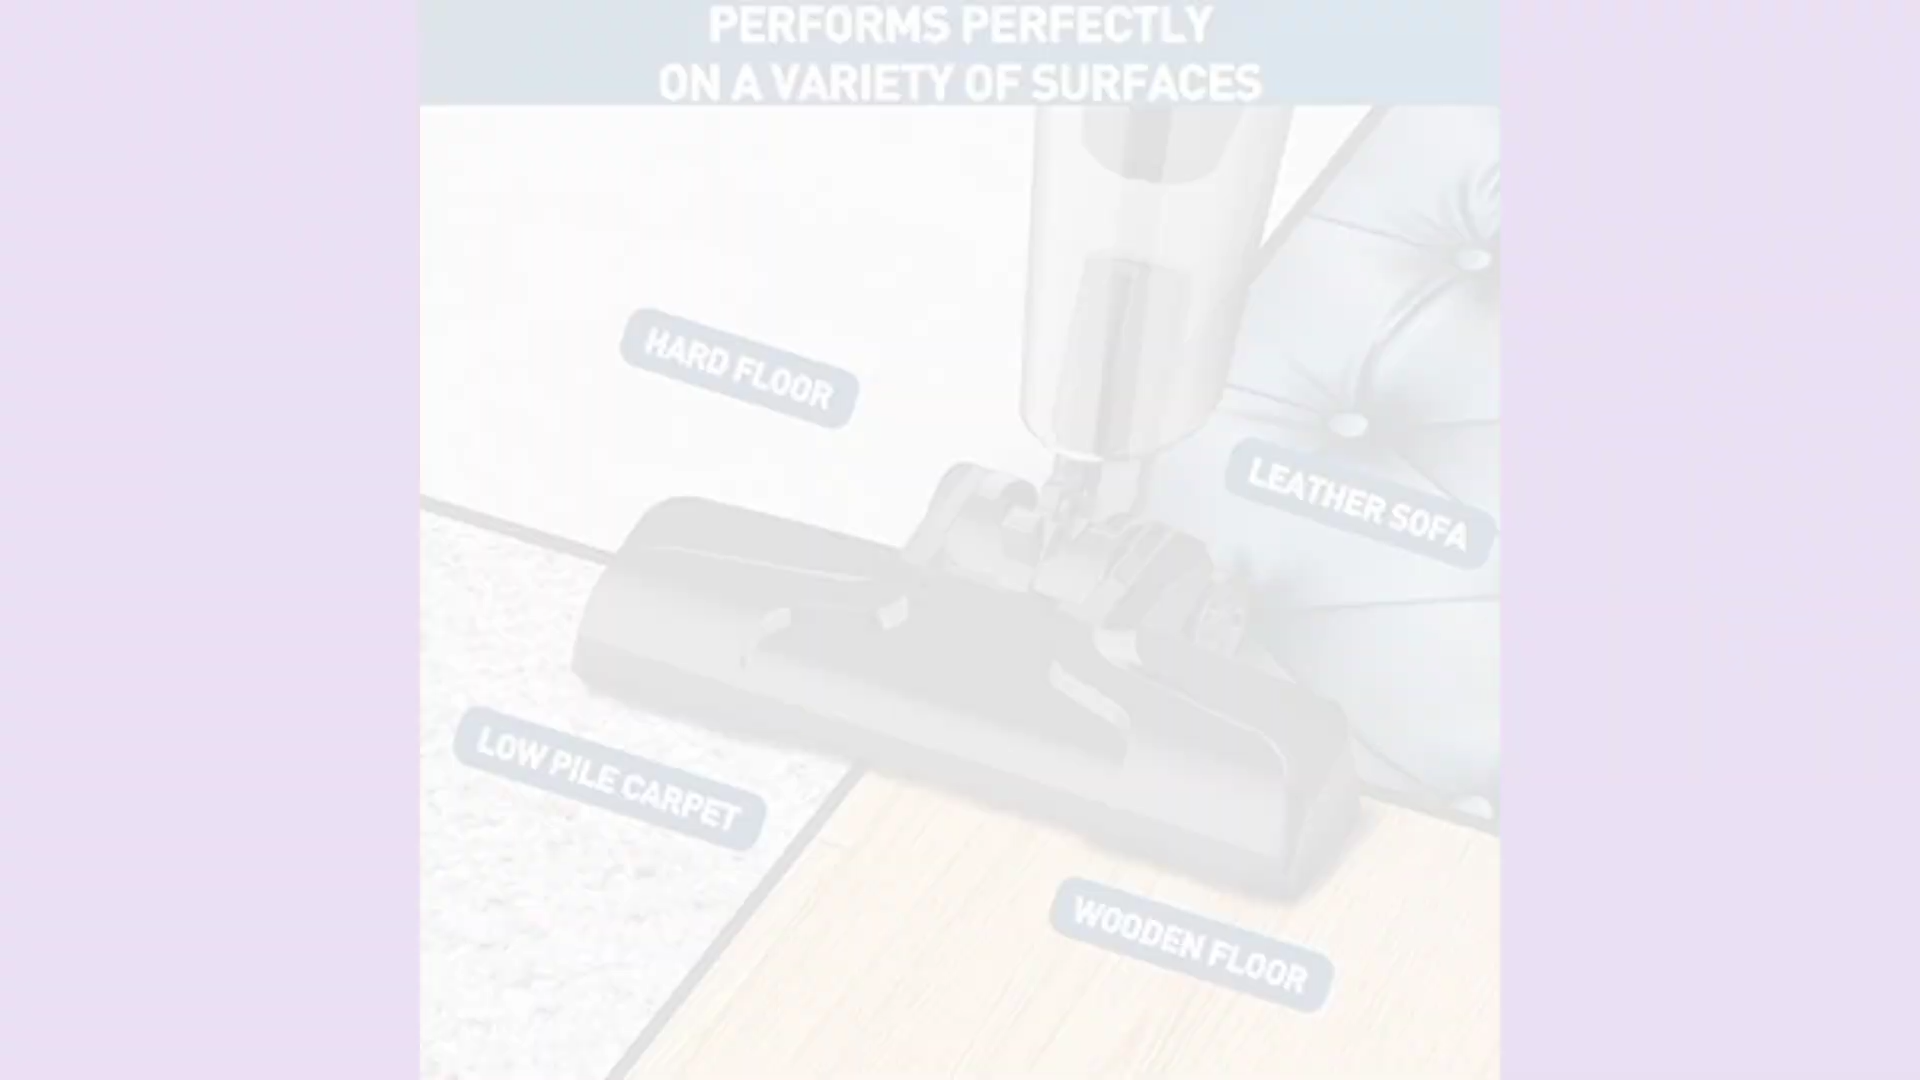 PERFORMS PERFECTLY
ON A VARIETY OF SURFACES
HARD FLOOR
LEATHER SOFA
LOW PILE CARPET
WOODEN FLOOR